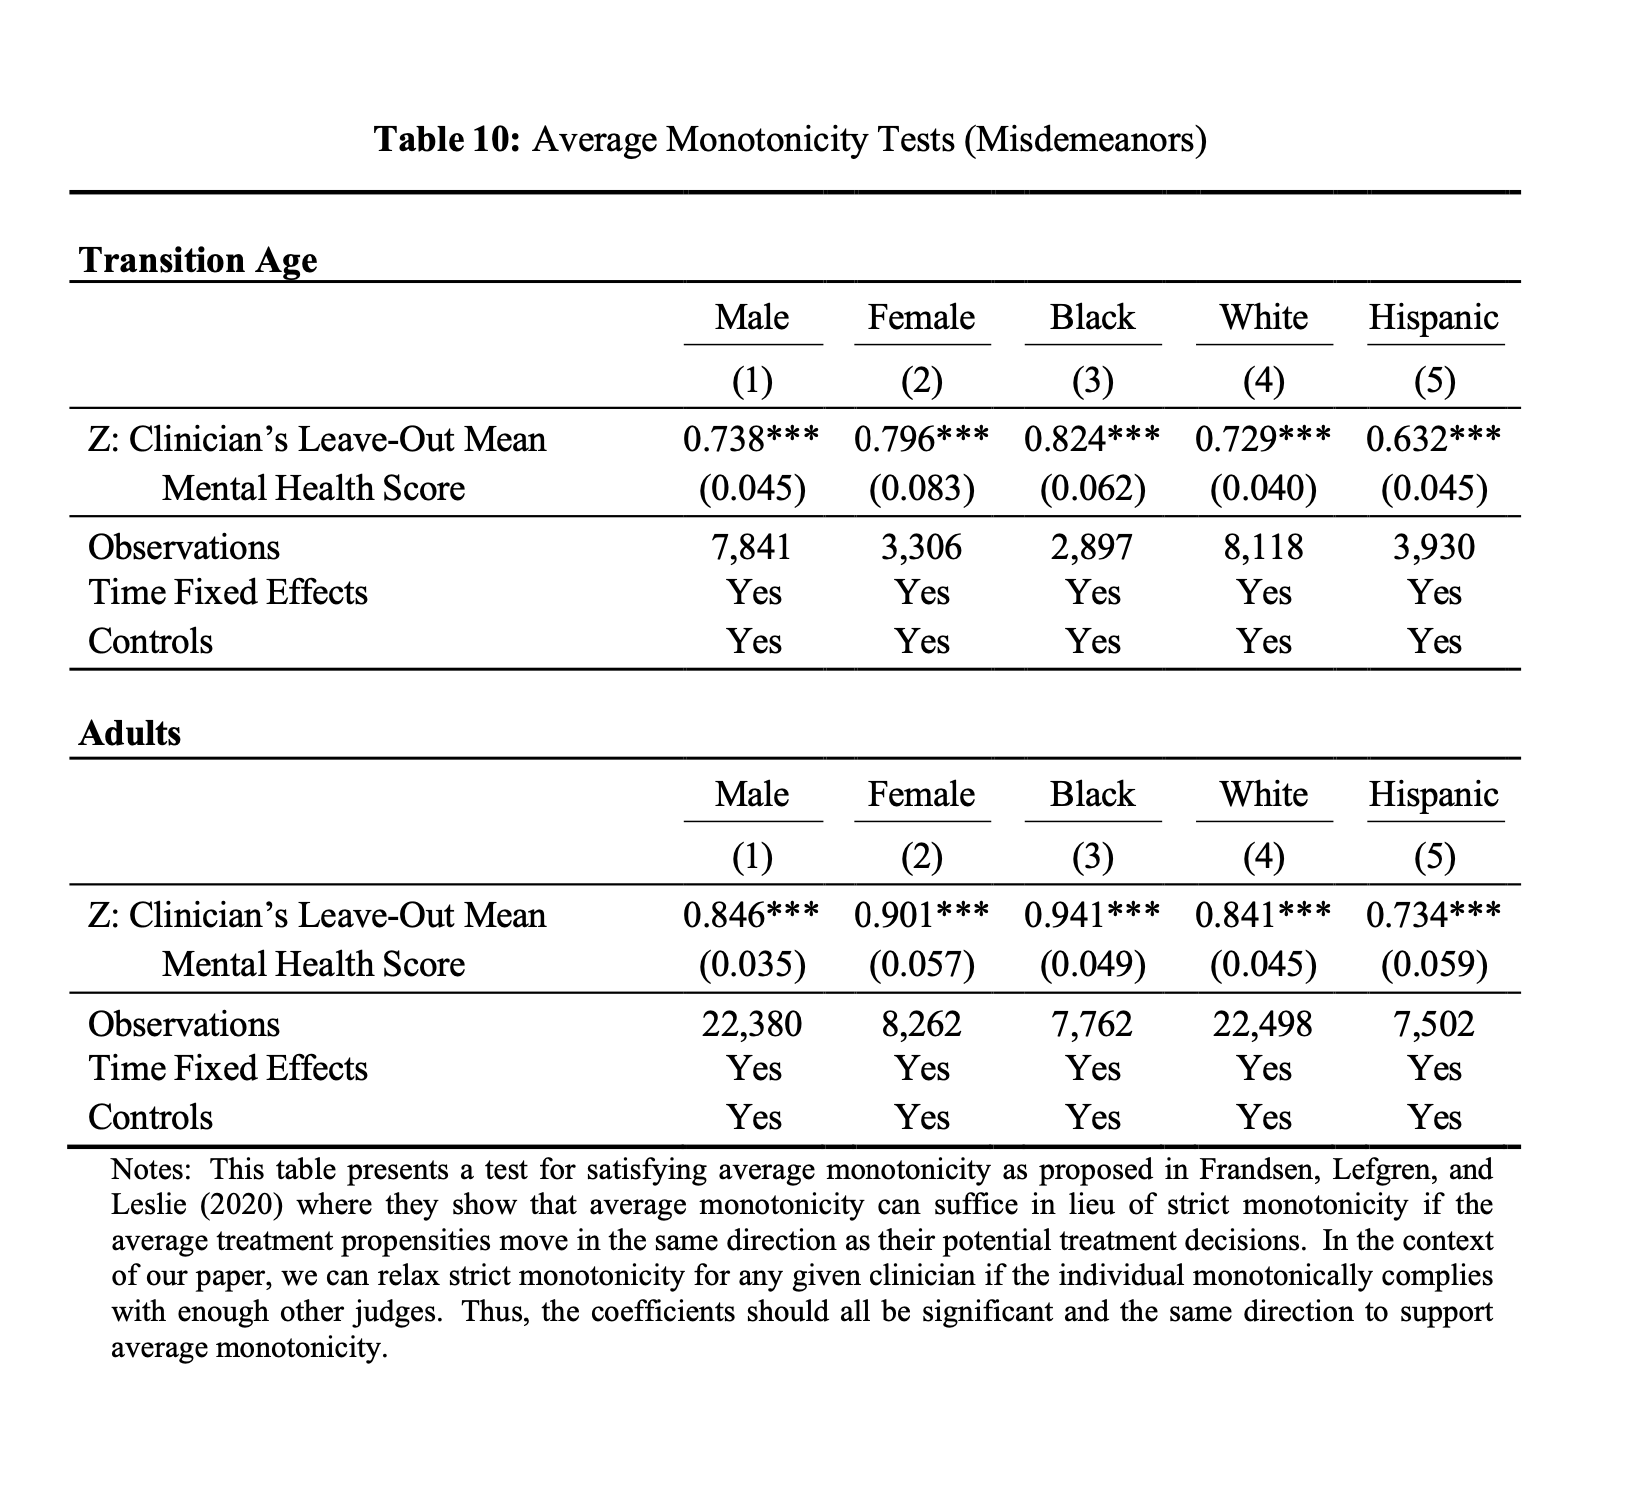 Table 10: Average Monotonicity Tests (Misdemeanors)
Transition Age
Male Female Black White Hispanic
(1) (2) (3) (4) (5)
Z: Clinician’s Leave-Out Mean 0.738*** 0.796*** 0.824*** 0.729*** 0.632***
Mental Health Score (0.045) (0.083) (0.062) (0.040) (0.045)
Observations 7,841 3,306 2,897 8,118 3,930
Time Fixed Effects Yes Yes Yes Yes Yes
Controls Yes Yes Yes Yes Yes
Adults
Male Female Black White Hispanic
(1) (2) (3) (4) (5)
Z: Clinician’s Leave-Out Mean 0.846*** 0.901*** 0.941*** 0.841*** 0.734***
Mental Health Score (0.035) (0.057) (0.049) (0.045) (0.059)
Observations 22,380 8,262 7,762 22,498 7,502
Time Fixed Effects Yes Yes Yes Yes Yes
Controls Yes Yes Yes Yes Yes
Notes: This table presents a test for satisfying average monotonicity as proposed in Frandsen, Lefgren, and
Leslie (2020) where they show that average monotonicity can suffice in lieu of strict monotonicity if the
average treatment propensities move in the same direction as their potential treatment decisions. In the context
of our paper, we can relax strict monotonicity for any given clinician if the individual monotonically complies
with enough other judges. Thus, the coefficients should all be significant and the same direction to support
average monotonicity.